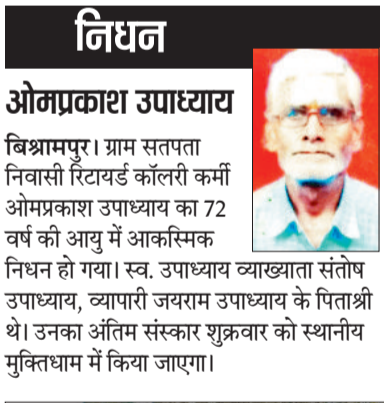 निधन
ओमप्रकाश उपाध्याय
बिश्रामपुर। ग्राम सतपता
निवासी रिटायर्ड कॉलरी कर्मी
ओमप्रकाश उपाध्याय का 72
वर्ष की आयु में आकस्मिक
निधन हो गया। स्व. उपाध्याय व्याख्याता संतोष
उपाध्याय, व्यापारी जयराम उपाध्याय के पिताश्री
थे। उनका अंतिम संस्कार शुक्रवार को स्थानीय
मुक्तिधाम में किया जाएगा।